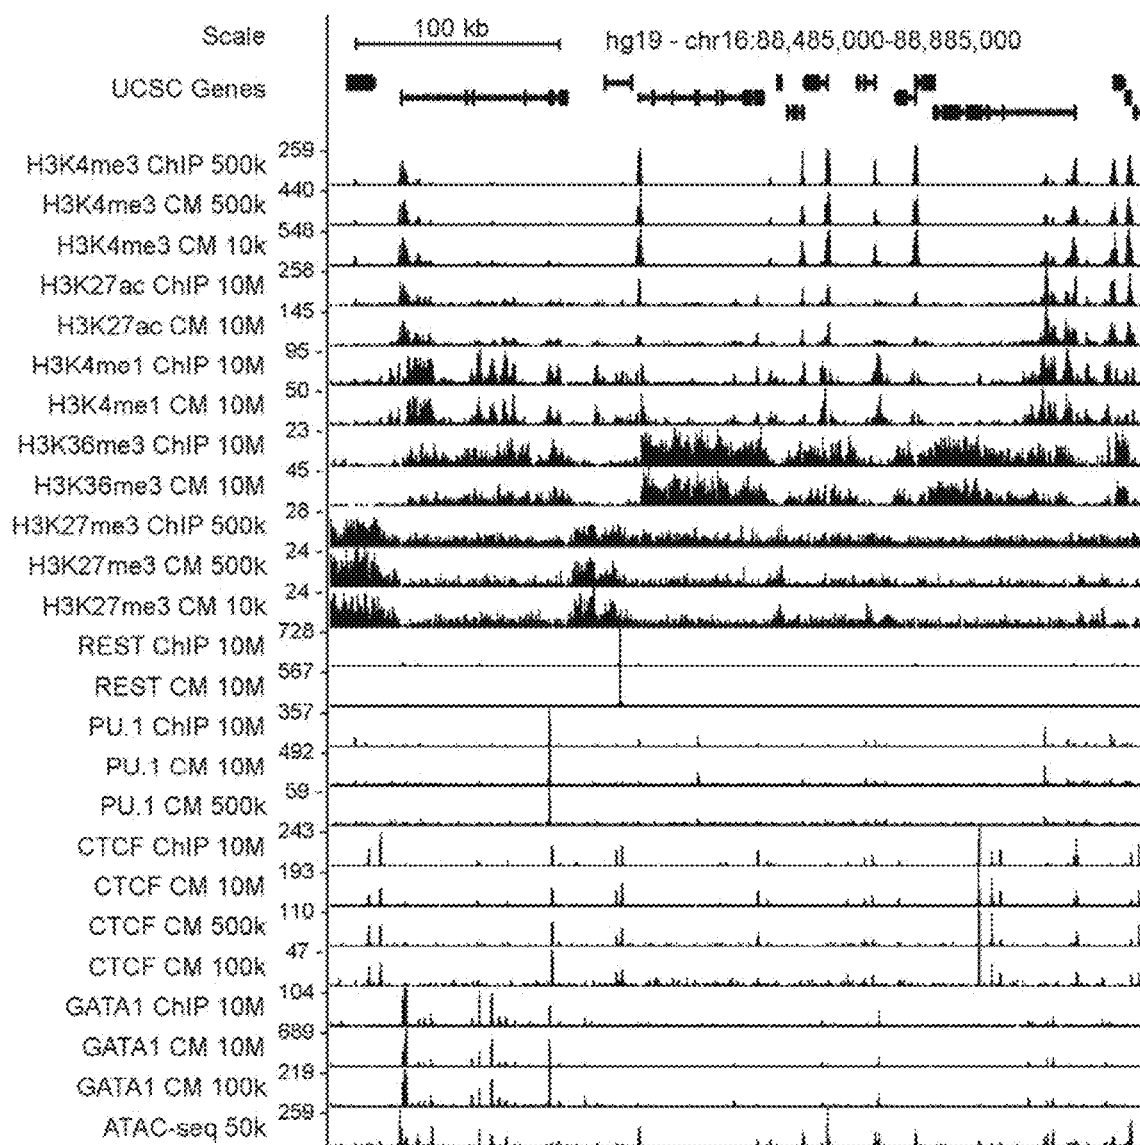 Scale 100 kb hg19 - chr16:88,485,000-88,885,000
UCSC Genes
259 -
H3K4me3 ChIP 500k
440 -
H3K4me3 CM 500k
548 -
H3K4me3 CM 10k
258 -
H3K27ac ChIP 10M
145 -
H3K27ac CM 10M
95 -
H3K4me1 ChIP 10M
50 -
H3K4me1 CM 10M
23 -
H3K36me3 ChIP 10M
45 -
H3K36me3 CM 10M
28 -
H3K27me3 ChIP 500k
24 -
H3K27me3 CM 500k
24 -
H3K27me3 CM 10k
728 -
REST ChIP 10M
567 -
REST CM 10M
357 -
PU.1 ChIP 10M
492 -
PU.1 CM 10M
59 -
PU.1 CM 500k
243 -
CTCF ChIP 10M
193 -
CTCF CM 10M
110 -
CTCF CM 500k
47 -
CTCF CM 100k
104 -
GATA1 ChIP 10M
689 -
GATA1 CM 10M
219 -
GATA1 CM 100k
259 -
ATAC-seq 50k